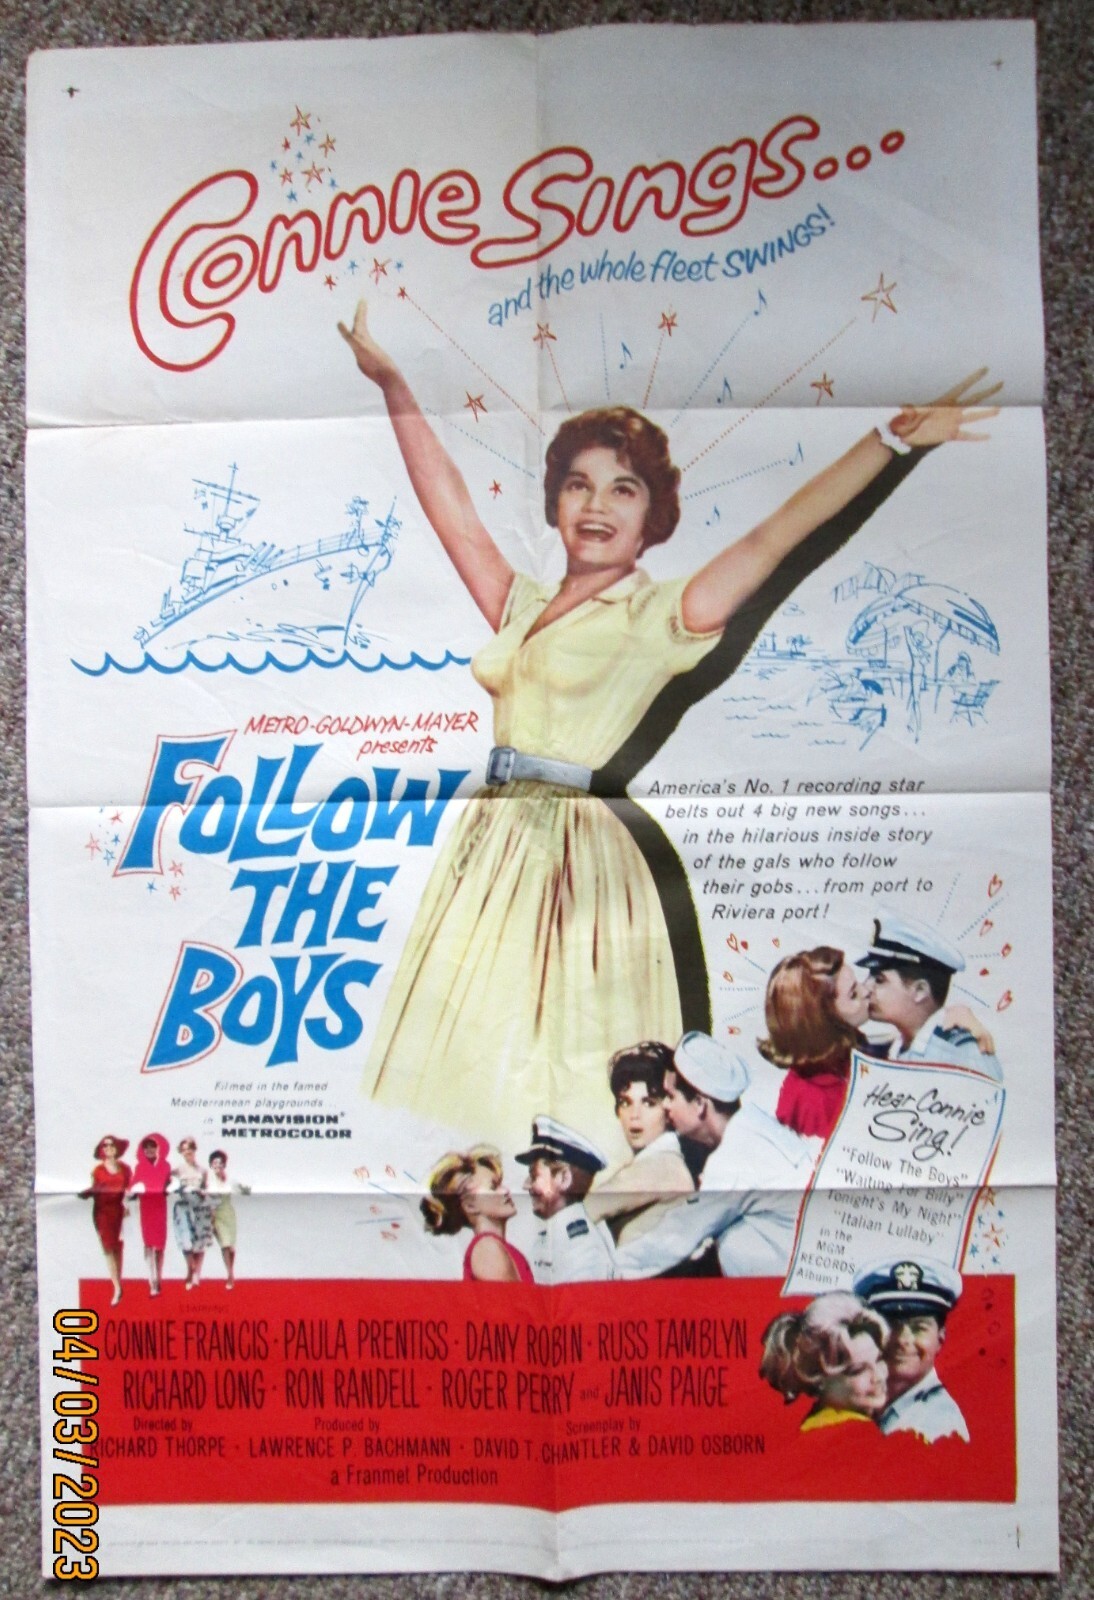 Connie Sings...
and the whole fleet SWINGS!
METRO-GOLDWYN-MAYER
presents
FOLLOW
THE
BOYS
America's No. 1 recording star
belts out 4 big new songs...
in the hilarious inside story
of the gals who follow
their gobs...from port to
Riviera port!
Filmed in the famed
Mediterranean playgrounds...
in PANAVISION®
METROCOLOR
Hear Connie
Sing!
"Follow The Boys"
"Waiting For Billy"
Tonight's My Night"
"Italian Lullaby"
in the
MGM
RECORDS
Album!
STARRING
CONNIE FRANCIS · PAULA PRENTISS · DANY ROBIN · RUSS TAMBLYN
RICHARD LONG · RON RANDELL · ROGER PERRY and JANIS PAIGE
Directed by Produced by Screenplay by
RICHARD THORPE · LAWRENCE P. BACHMANN · DAVID T. CHANTLER & DAVID OSBORN
a Franmet Production
04/03/2023